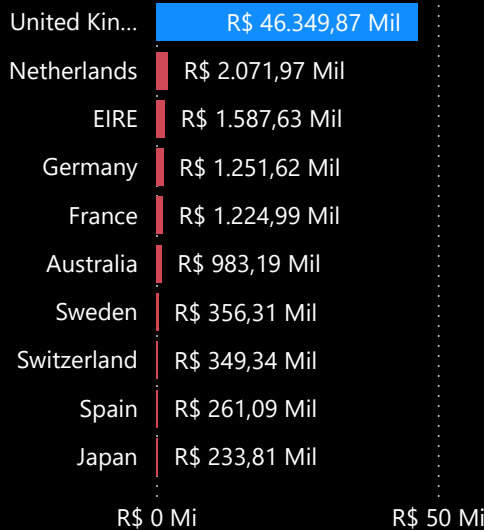 United Kin... R$ 46.349,87 Mil
Netherlands R$ 2.071,97 Mil
EIRE R$ 1.587,63 Mil
Germany R$ 1.251,62 Mil
France R$ 1.224,99 Mil
Australia R$ 983,19 Mil
Sweden R$ 356,31 Mil
Switzerland R$ 349,34 Mil
Spain R$ 261,09 Mil
Japan R$ 233,81 Mil
R$ 0 Mi R$ 50 Mi